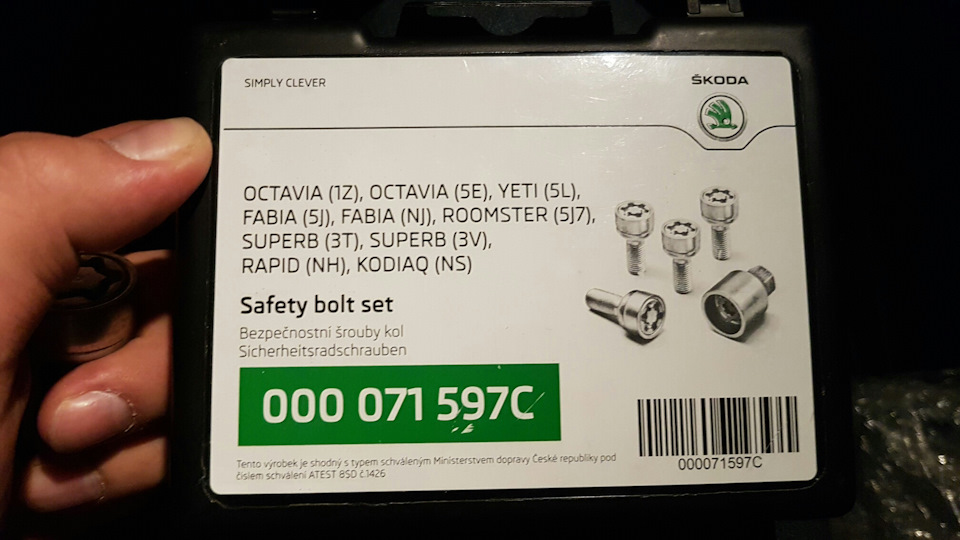 SIMPLY CLEVER
ŠKODA
OCTAVIA (1Z), OCTAVIA (5E), YETI (5L),
FABIA (5J), FABIA (NJ), ROOMSTER (5J7),
SUPERB (3T), SUPERB (3V),
RAPID (NH), KODIAQ (NS)
Safety bolt set
Bezpečnostní šrouby kol
Sicherheitsradschrauben
000 071 597C
Tento výrobek je shodný s typem schváleným Ministerstvem dopravy České republiky pod
číslem schválení ATEST 8SD č.1426
000071597C